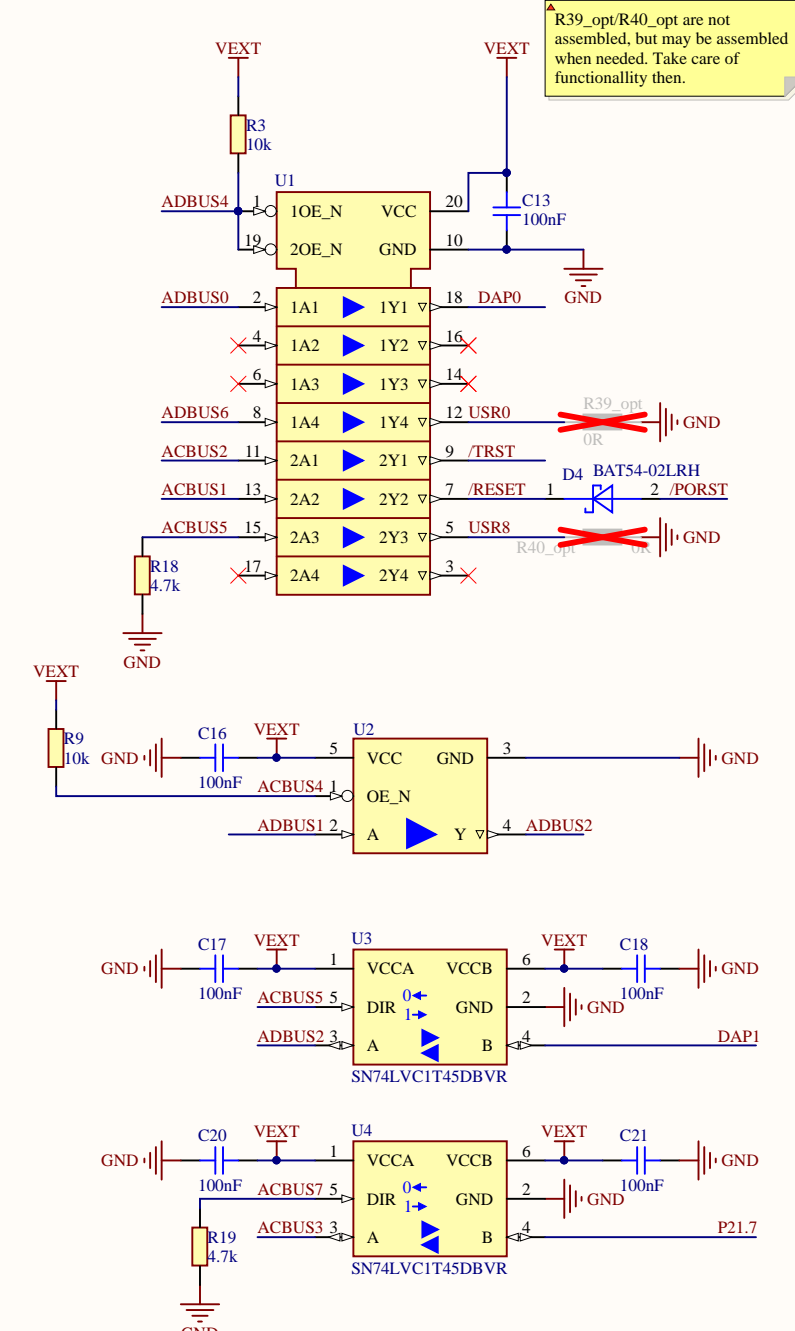 R39_opt/R40_opt are not
assembled, but may be assembled
when needed. Take care of
functionallity then.
VEXT
VEXT
R3
10k
U1
ADBUS4 1 1OE_N VCC 20
C13
100nF
19 2OE_N GND 10
GND
ADBUS0 2 1A1 1Y1 18 DAP0
4 1A2 1Y2 16
6 1A3 1Y3 14
R39_opt
ADBUS6 8 1A4 1Y4 12 USR0 GND
0R
ACBUS2 11 2A1 2Y1 9 /TRST
D4 BAT54-02LRH
ACBUS1 13 2A2 2Y2 7 /RESET 1 2 /PORST
ACBUS5 15 2A3 2Y3 5 USR8 GND
R40_opt 0R
R18
4.7k
17 2A4 2Y4 3
GND
VEXT
R9
10k
C16
VEXT
U2
GND 5 VCC GND 3 GND
100nF
ACBUS4 1 OE_N
ADBUS1 2 A Y 4 ADBUS2
C17
VEXT
U3
VEXT
C18
GND 1 VCCA VCCB 6 GND
100nF
100nF
ACBUS5 5 DIR 0 GND 2 GND
1
ADBUS2 3 A B 4 DAP1
SN74LVC1T45DBVR
C20
VEXT
U4
VEXT
C21
GND 1 VCCA VCCB 6 GND
100nF
100nF
ACBUS7 5 DIR 0 GND 2 GND
1
R19
4.7k
ACBUS3 3 A B 4 P21.7
SN74LVC1T45DBVR
GND